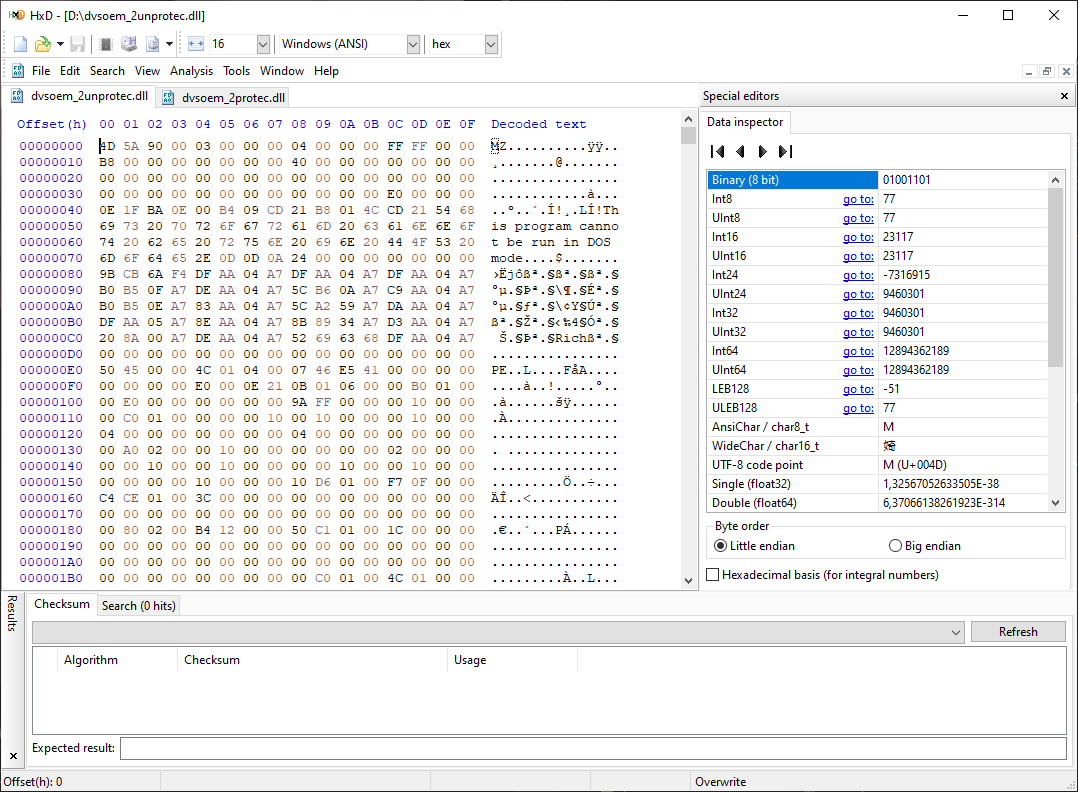 HxD - [D:\dvsoem_2unprotec.dll]
16 Windows (ANSI) hex
File Edit Search View Analysis Tools Window Help
dvsoem_2unprotec.dll dvsoem_2protec.dll
Offset(h) 00 01 02 03 04 05 06 07 08 09 0A 0B 0C 0D 0E 0F Decoded text
00000000 4D 5A 90 00 03 00 00 00 04 00 00 00 FF FF 00 00 MZ..........ÿÿ..
00000010 B8 00 00 00 00 00 00 00 40 00 00 00 00 00 00 00 ¸.......@.......
00000020 00 00 00 00 00 00 00 00 00 00 00 00 00 00 00 00 ................
00000030 00 00 00 00 00 00 00 00 00 00 00 00 E0 00 00 00 ............à...
00000040 0E 1F BA 0E 00 B4 09 CD 21 B8 01 4C CD 21 54 68 ..º..´.Í!¸.LÍ!Th
00000050 69 73 20 70 72 6F 67 72 61 6D 20 63 61 6E 6E 6F is program canno
00000060 74 20 62 65 20 72 75 6E 20 69 6E 20 44 4F 53 20 t be run in DOS
00000070 6D 6F 64 65 2E 0D 0D 0A 24 00 00 00 00 00 00 00 mode....$.......
00000080 9B CB 6A F4 DF AA 04 A7 DF AA 04 A7 DF AA 04 A7 ›Ëjôßª.§ßª.§ßª.§
00000090 B0 B5 0F A7 DE AA 04 A7 5C B6 0A A7 C9 AA 04 A7 °µ.§Þª.§\¶.§Éª.§
000000A0 B0 B5 0E A7 83 AA 04 A7 5C A2 59 A7 DA AA 04 A7 °µ.§ƒª.§\¢Y§Úª.§
000000B0 DF AA 05 A7 8E AA 04 A7 8B 89 34 A7 D3 AA 04 A7 ßª.§Žª.§‹‰4§Óª.§
000000C0 20 8A 00 A7 DE AA 04 A7 52 69 63 68 DF AA 04 A7 Š.§Þª.§Richßª.§
000000D0 00 00 00 00 00 00 00 00 00 00 00 00 00 00 00 00 ................
000000E0 50 45 00 00 4C 01 04 00 07 46 E5 41 00 00 00 00 PE..L....FåA....
000000F0 00 00 00 00 E0 00 0E 21 0B 01 06 00 00 B0 01 00 ....à..!.....°..
00000100 00 E0 00 00 00 00 00 00 9A FF 00 00 00 10 00 00 .à......šÿ......
00000110 00 C0 01 00 00 00 00 10 00 10 00 00 00 10 00 00 .À..............
00000120 04 00 00 00 00 00 00 00 04 00 00 00 00 00 00 00 ................
00000130 00 A0 02 00 00 10 00 00 00 00 00 00 02 00 00 00 . ..............
00000140 00 00 10 00 00 10 00 00 00 00 10 00 00 10 00 00 ................
00000150 00 00 00 00 10 00 00 00 10 D6 01 00 F7 0F 00 00 .........Ö..÷...
00000160 C4 CE 01 00 3C 00 00 00 00 00 00 00 00 00 00 00 ÄÎ..<...........
00000170 00 00 00 00 00 00 00 00 00 00 00 00 00 00 00 00 ................
00000180 00 80 02 00 B4 12 00 00 50 C1 01 00 1C 00 00 00 .€..´...PÁ......
00000190 00 00 00 00 00 00 00 00 00 00 00 00 00 00 00 00 ................
000001A0 00 00 00 00 00 00 00 00 00 00 00 00 00 00 00 00 ................
000001B0 00 00 00 00 00 00 00 00 00 C0 01 00 4C 01 00 00 .........À..L...
Special editors
Data inspector
Binary (8 bit) 01001101
Int8 go to: 77
UInt8 go to: 77
Int16 go to: 23117
UInt16 go to: 23117
Int24 go to: -7316915
UInt24 go to: 9460301
Int32 go to: 9460301
UInt32 go to: 9460301
Int64 go to: 12894362189
UInt64 go to: 12894362189
LEB128 go to: -51
ULEB128 go to: 77
AnsiChar / char8_t M
WideChar / char16_t 婍
UTF-8 code point M (U+004D)
Single (float32) 1,32567052633505E-38
Double (float64) 6,37066138261923E-314
Byte order
Little endian Big endian
Hexadecimal basis (for integral numbers)
Results
Checksum Search (0 hits)
Refresh
Algorithm Checksum Usage
Expected result:
Offset(h): 0 Overwrite